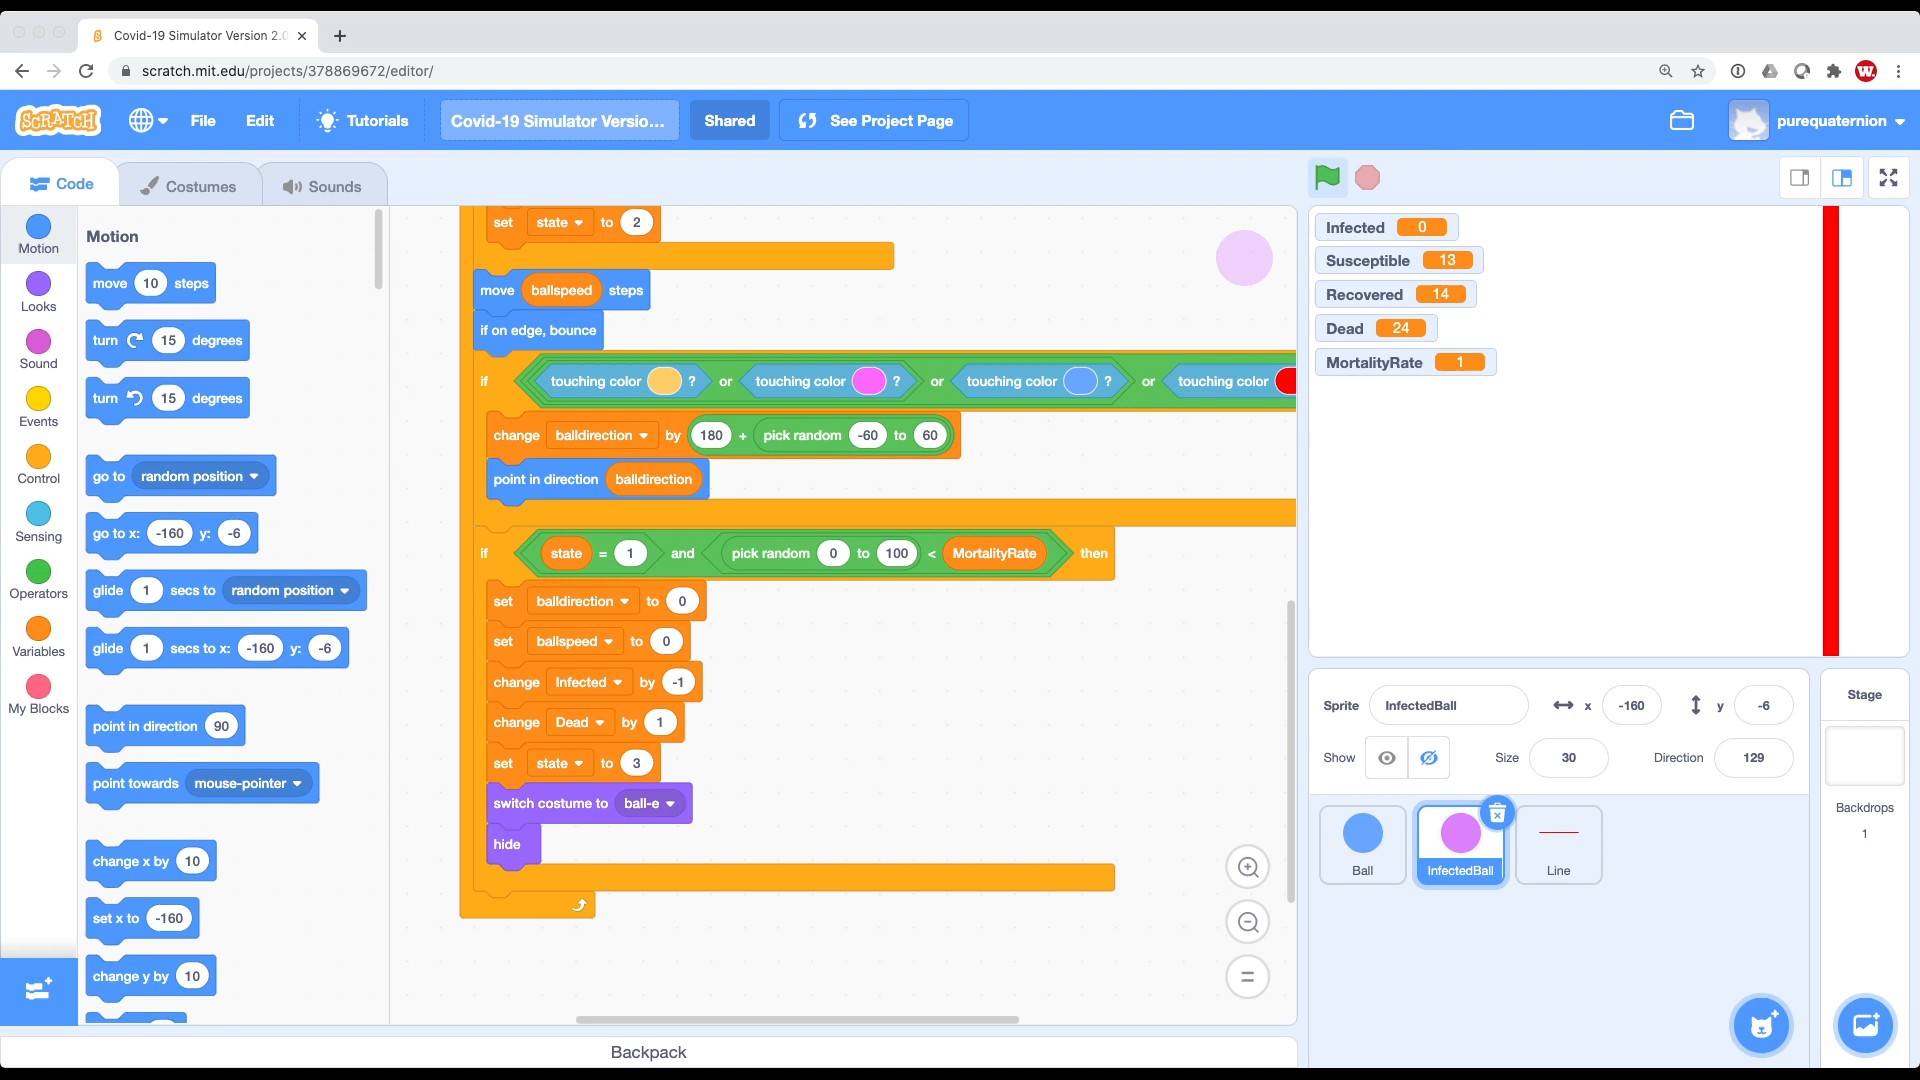 Covid-19 Simulator Version 2.0
scratch.mit.edu/projects/378869672/editor/
SCRATCH
File
Edit
Tutorials
Covid-19 Simulator Versio...
Shared
See Project Page
purequaternion
Code
Costumes
Sounds
Motion
Looks
Sound
Events
Control
Sensing
Operators
Variables
My Blocks
Motion
move 10 steps
turn 15 degrees
turn 15 degrees
go to random position
go to x: -160 y: -6
glide 1 secs to random position
glide 1 secs to x: -160 y: -6
point in direction 90
point towards mouse-pointer
change x by 10
set x to -160
change y by 10
set state to 2
move ballspeed steps
if on edge, bounce
if touching color ? or touching color ? or touching color ? or touching color
change balldirection by 180 + pick random -60 to 60
point in direction balldirection
if state = 1 and pick random 0 to 100 < MortalityRate then
set balldirection to 0
set ballspeed to 0
change Infected by -1
change Dead by 1
set state to 3
switch costume to ball-e
hide
Backpack
Infected 0
Susceptible 13
Recovered 14
Dead 24
MortalityRate 1
Sprite InfectedBall x -160 y -6
Show Size 30 Direction 129
Ball
InfectedBall
Line
Stage
Backdrops
1